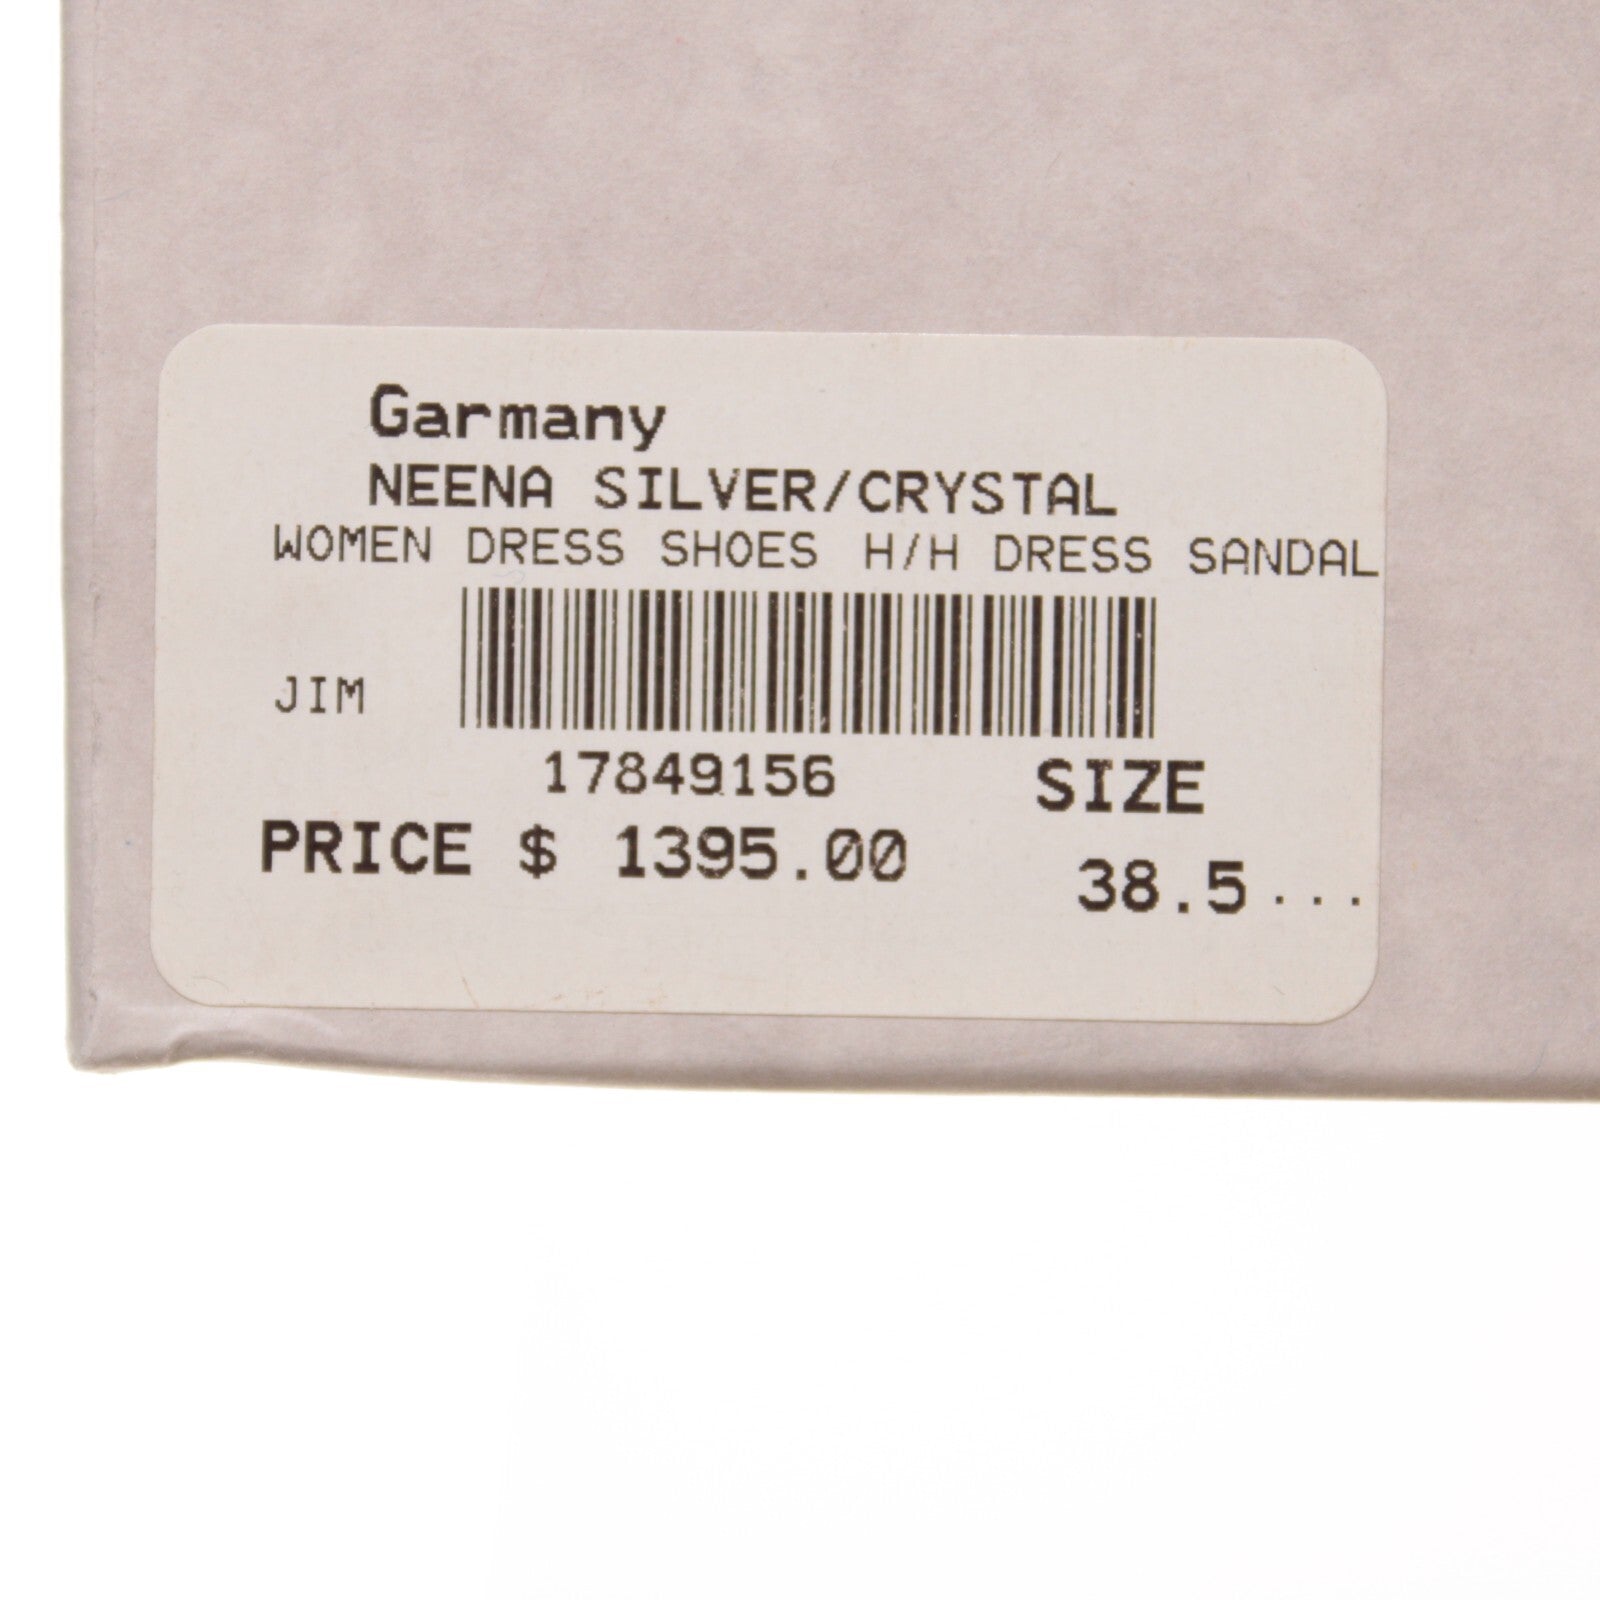 Garmany
NEENA SILVER/CRYSTAL
WOMEN DRESS SHOES H/H DRESS SANDAL
JIM
17849156
SIZE
PRICE $ 1395.00
38.5...